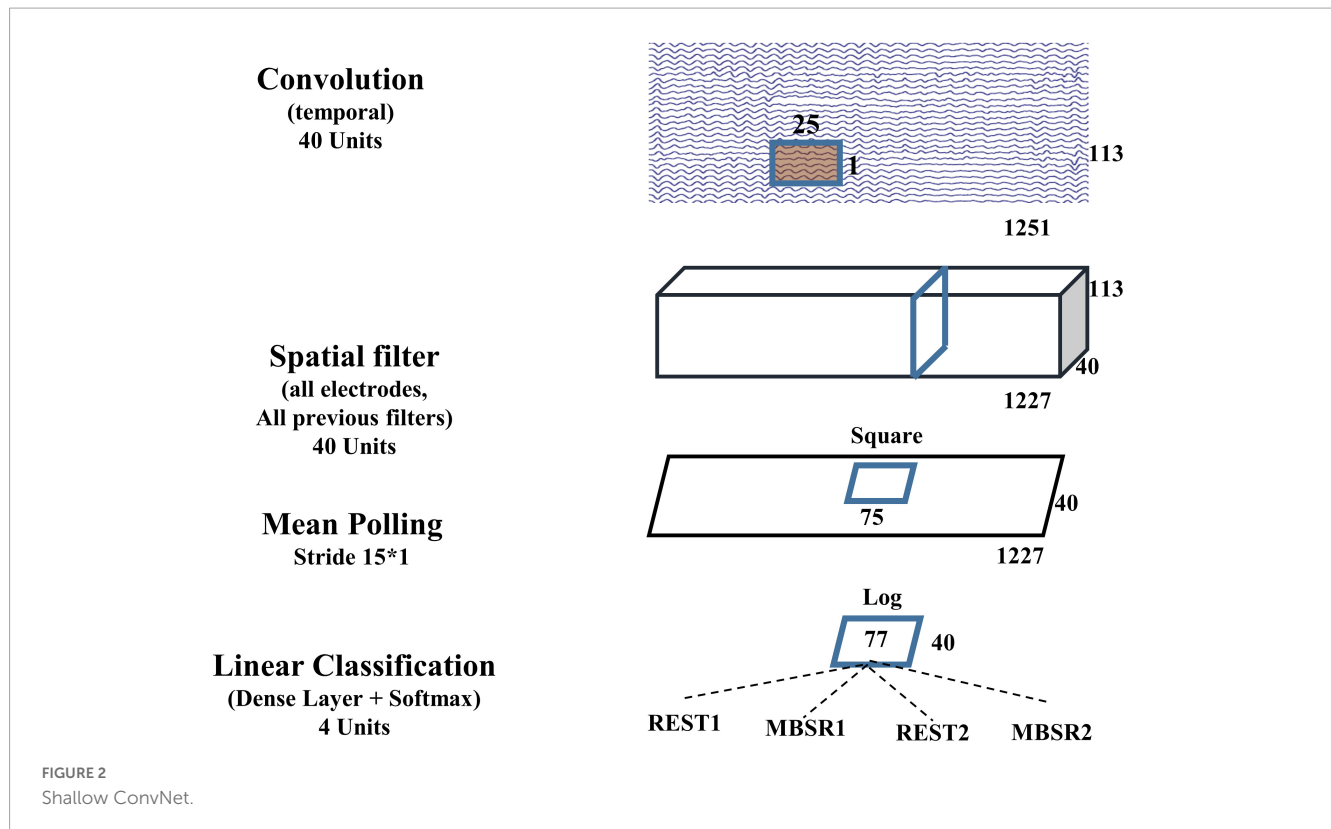 Convolution
(temporal)
40 Units
25
1
113
1251
Spatial filter
(all electrodes,
All previous filters)
40 Units
113
40
1227
Square
Mean Polling
Stride 15*1
75
40
1227
Log
Linear Classification
(Dense Layer + Softmax)
4 Units
77
40
REST1
MBSR1
REST2
MBSR2
FIGURE 2
Shallow ConvNet.